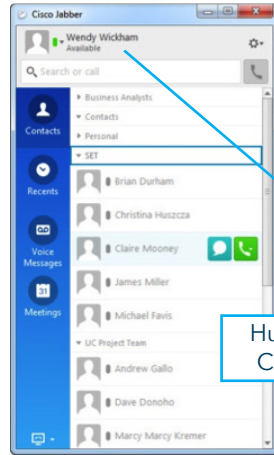 Cisco Jabber
Wendy Wickham
Available
Search or call
Contacts
Recents
Voice
Messages
31
Meetings
Business Analysts
Contacts
Personal
SET
Brian Durham
Christina Huszcza
Claire Mooney
James Miller
Michael Favis
UC Project Team
Andrew Gallo
Dave Donoho
Marcy Marcy Kremer
Hu
C